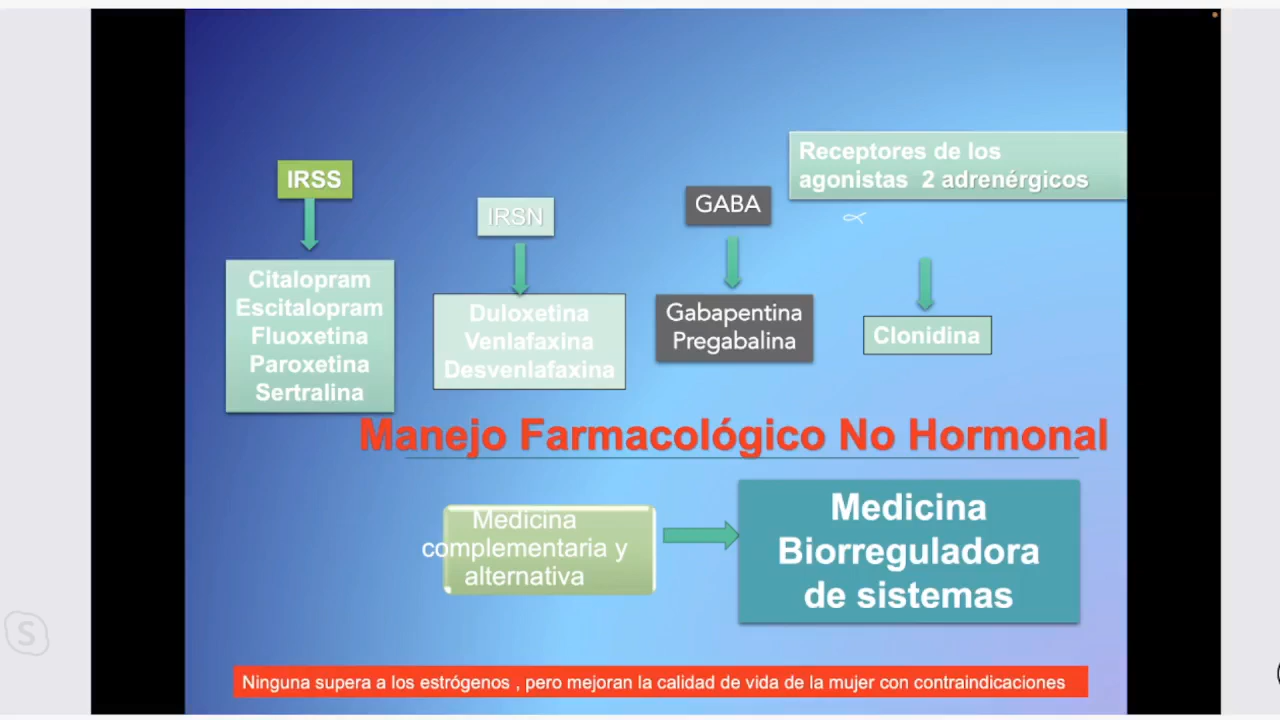 IRSS
Citalopram
Escitalopram
Fluoxetina
Paroxetina
Sertralina
IRSN
Duloxetina
Venlafaxina
Desvenlafaxina
GABA
Gabapentina
Pregabalina
Receptores de los
agonistas 2 adrenérgicos
∝
Clonidina
Manejo Farmacológico No Hormonal
Medicina
complementaria y
alternativa
Medicina
Biorreguladora
de sistemas
Ninguna supera a los estrógenos , pero mejoran la calidad de vida de la mujer con contraindicaciones
S